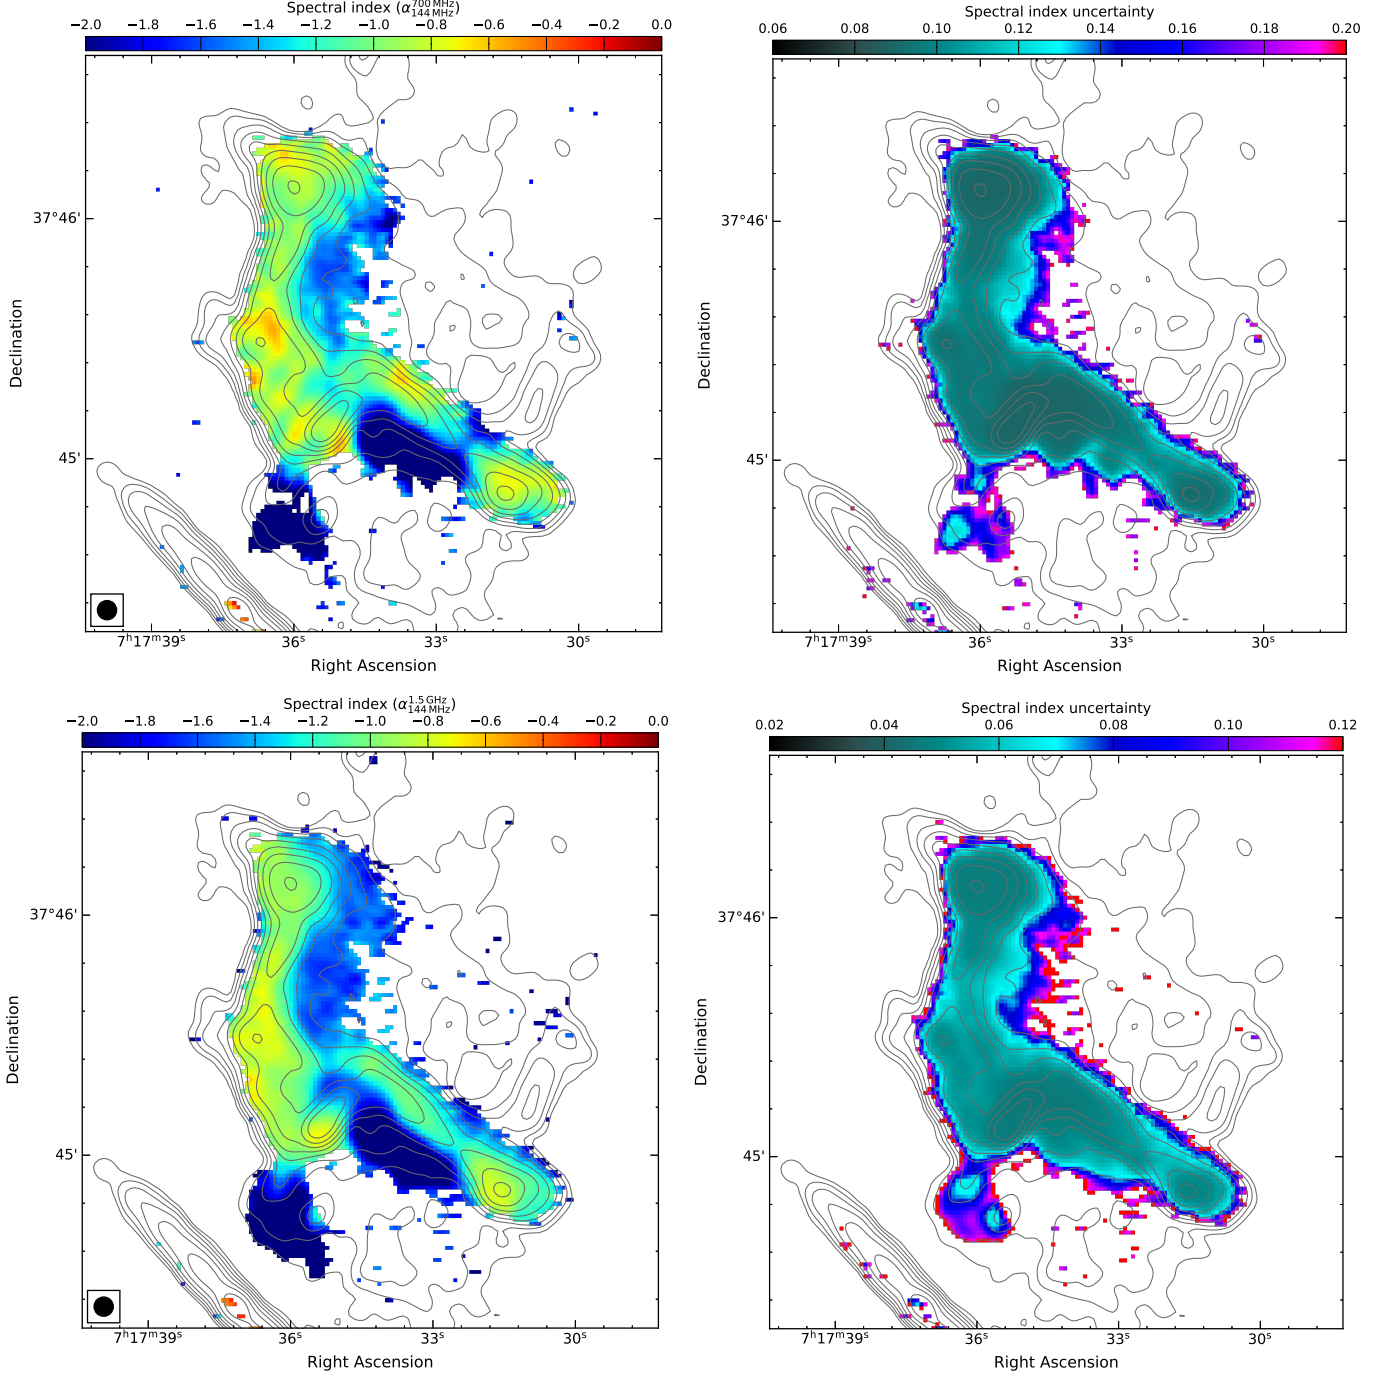 Spectral index (α^{700 MHz}_{144 MHz})
−2.0 −1.8 −1.6 −1.4 −1.2 −1.0 −0.8 −0.6 −0.4 −0.2 0.0
Declination
37°46'
45'
7ʰ17ᵐ39ˢ 36ˢ 33ˢ 30ˢ
Right Ascension
Spectral index uncertainty
0.06 0.08 0.10 0.12 0.14 0.16 0.18 0.20
Declination
37°46'
45'
7ʰ17ᵐ39ˢ 36ˢ 33ˢ 30ˢ
Right Ascension
Spectral index (α^{1.5 GHz}_{144 MHz})
−2.0 −1.8 −1.6 −1.4 −1.2 −1.0 −0.8 −0.6 −0.4 −0.2 0.0
Declination
37°46'
45'
7ʰ17ᵐ39ˢ 36ˢ 33ˢ 30ˢ
Right Ascension
Spectral index uncertainty
0.02 0.04 0.06 0.08 0.10 0.12
Declination
37°46'
45'
7ʰ17ᵐ39ˢ 36ˢ 33ˢ 30ˢ
Right Ascension